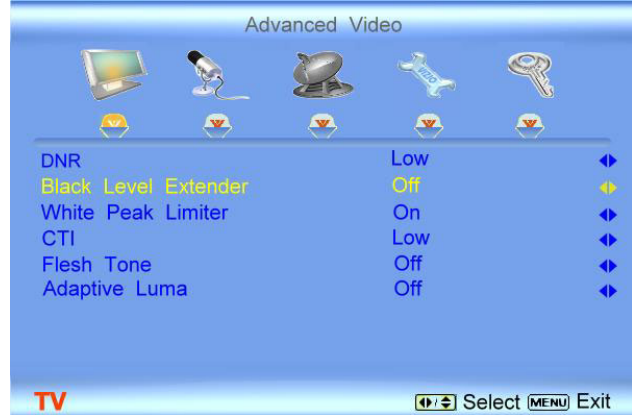 Advanced Video
VIZIO
DNR Low
Black Level Extender Off
White Peak Limiter On
CTI Low
Flesh Tone Off
Adaptive Luma Off
TV Select MENU Exit